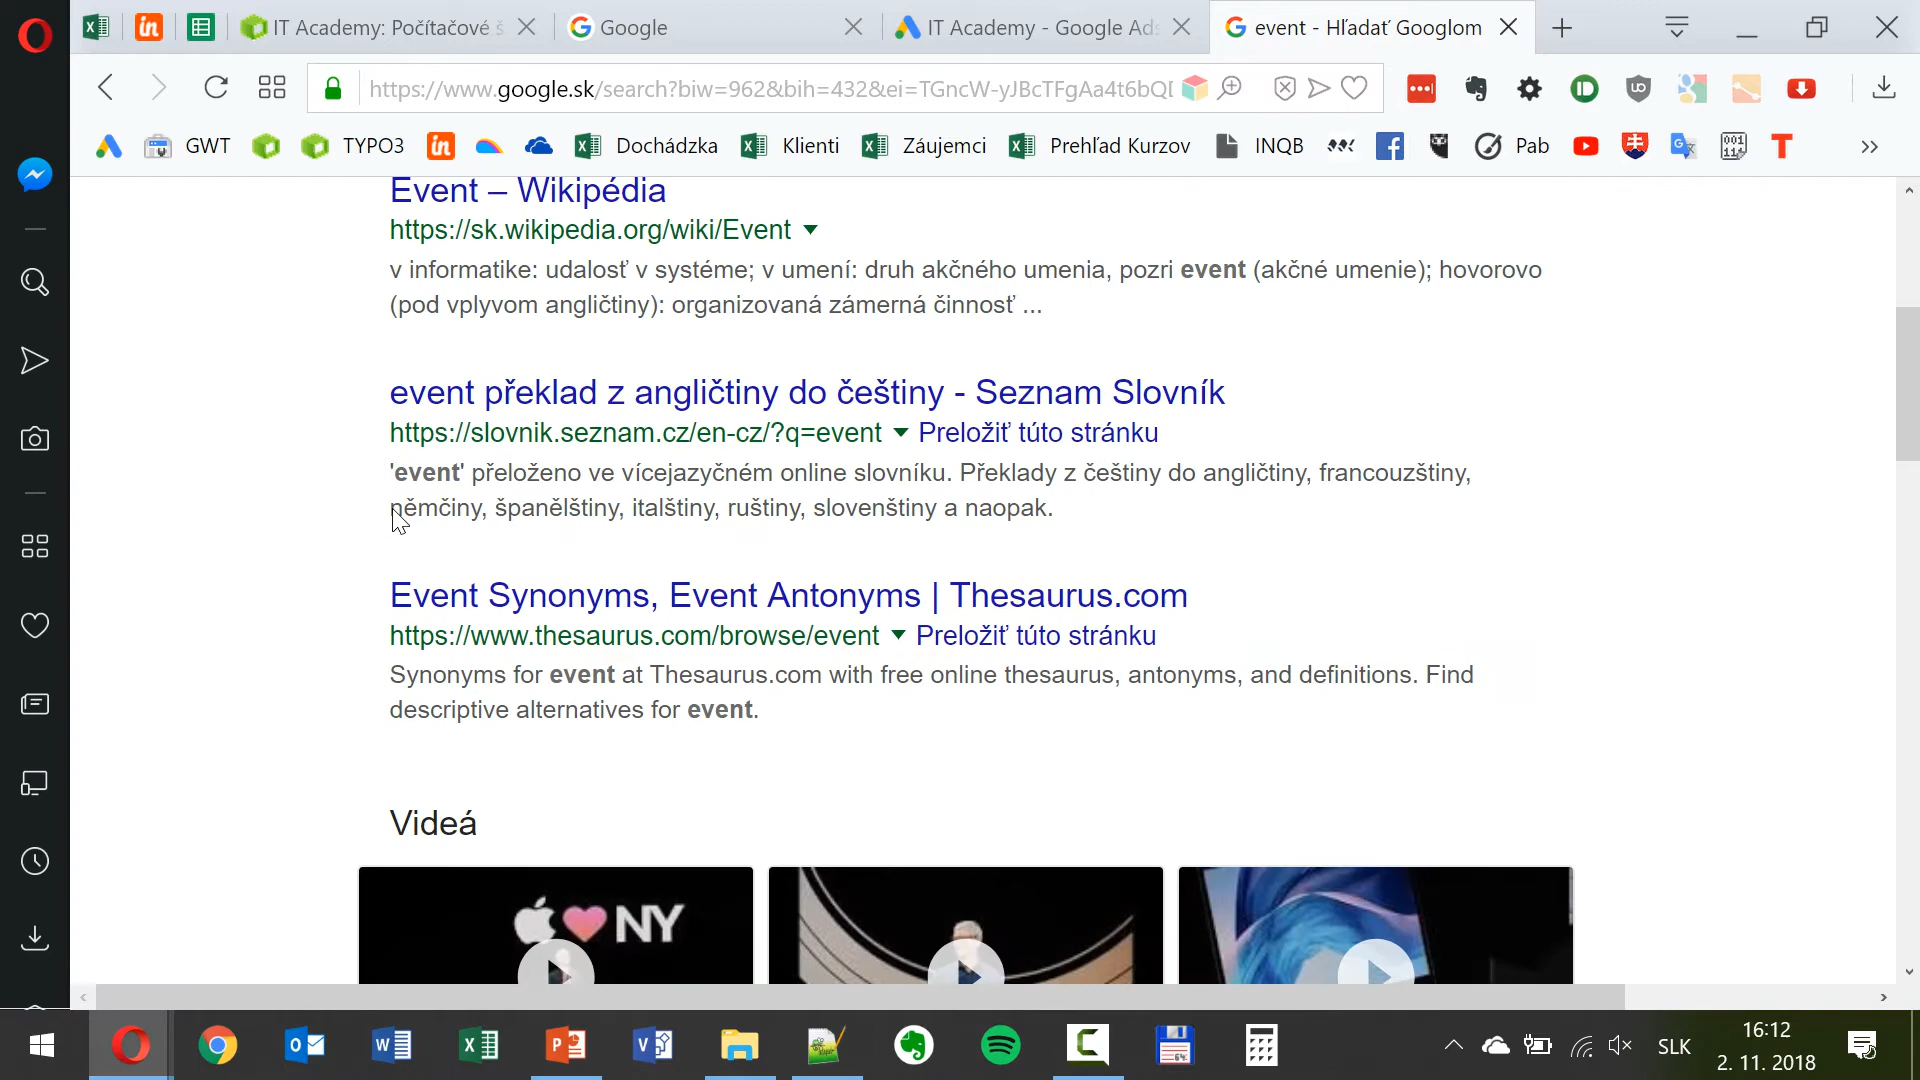 IT Academy: Počítačové š
Google
IT Academy - Google Ads
event - Hľadať Googlom
https://www.google.sk/search?biw=962&bih=432&ei=TGncW-yJBcTFgAa4t6bQ
GWT
TYPO3
in
Dochádzka
Klienti
Záujemci
Prehľad Kurzov
INQB
Pab
Event – Wikipédia
https://sk.wikipedia.org/wiki/Event
v informatike: udalosť v systéme; v umení: druh akčného umenia, pozri event (akčné umenie); hovorovo
(pod vplyvom angličtiny): organizovaná zámerná činnosť ...
event překlad z angličtiny do češtiny - Seznam Slovník
https://slovnik.seznam.cz/en-cz/?q=event Preložiť túto stránku
'event' přeloženo ve vícejazyčném online slovníku. Překlady z češtiny do angličtiny, francouzštiny,
němčiny, španělštiny, italštiny, ruštiny, slovenštiny a naopak.
Event Synonyms, Event Antonyms | Thesaurus.com
https://www.thesaurus.com/browse/event Preložiť túto stránku
Synonyms for event at Thesaurus.com with free online thesaurus, antonyms, and definitions. Find
descriptive alternatives for event.
Videá
NY
SLK
16:12
2. 11. 2018